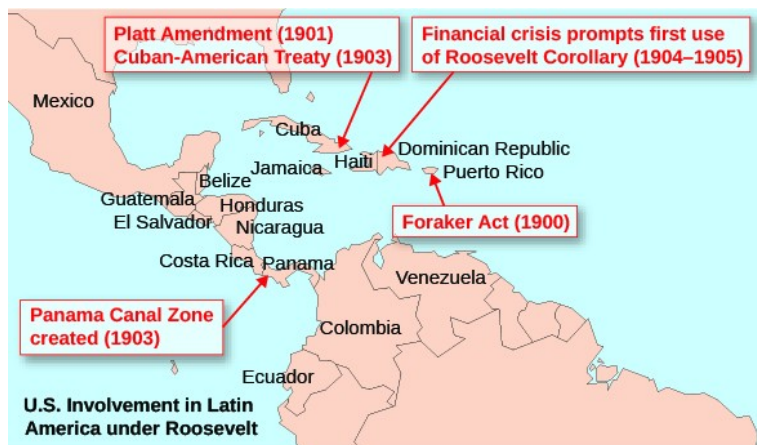 Platt Amendment (1901)
Cuban-American Treaty (1903)
Financial crisis prompts first use
of Roosevelt Corollary (1904–1905)
Mexico
Cuba
Dominican Republic
Haiti
Jamaica
Puerto Rico
Belize
Guatemala
Honduras
El Salvador
Nicaragua
Foraker Act (1900)
Costa Rica
Panama
Venezuela
Panama Canal Zone
created (1903)
Colombia
Ecuador
U.S. Involvement in Latin
America under Roosevelt